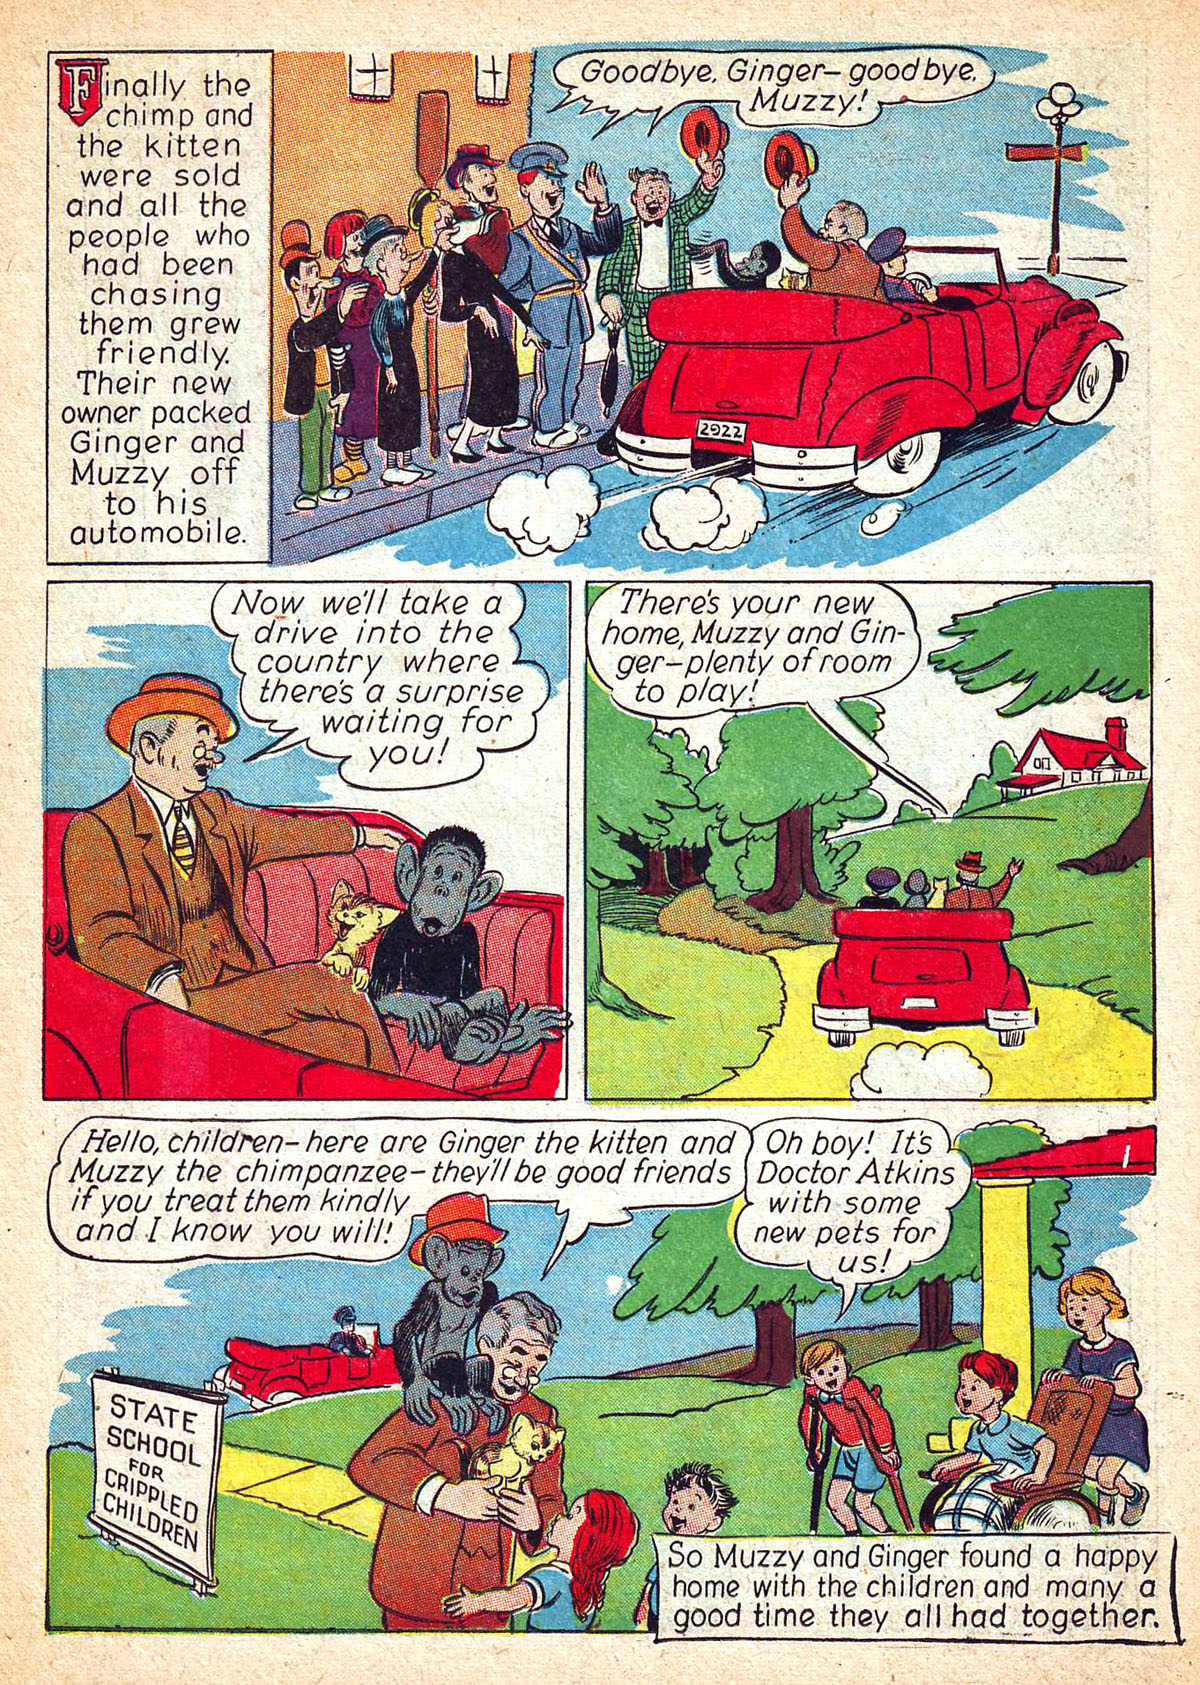 Finally the
chimp and
the kitten
were sold
and all the
people who
had been
chasing
them grew
friendly.
Their new
owner packed
Ginger and
Muzzy off
to his
automobile.
Goodbye, Ginger—goodbye,
Muzzy!
2922
Now we'll take a
drive into the
country where
there's a surprise
waiting for
you!
There's your new
home, Muzzy and Gin-
ger—plenty of room
to play!
Hello, children—here are Ginger the kitten and
Muzzy the chimpanzee—they'll be good friends
if you treat them kindly
and I know you will!
Oh boy! It's
Doctor Atkins
with some
new pets for
us!
STATE
SCHOOL
FOR
CRIPPLED
CHILDREN
So Muzzy and Ginger found a happy
home with the children and many a
good time they all had together.